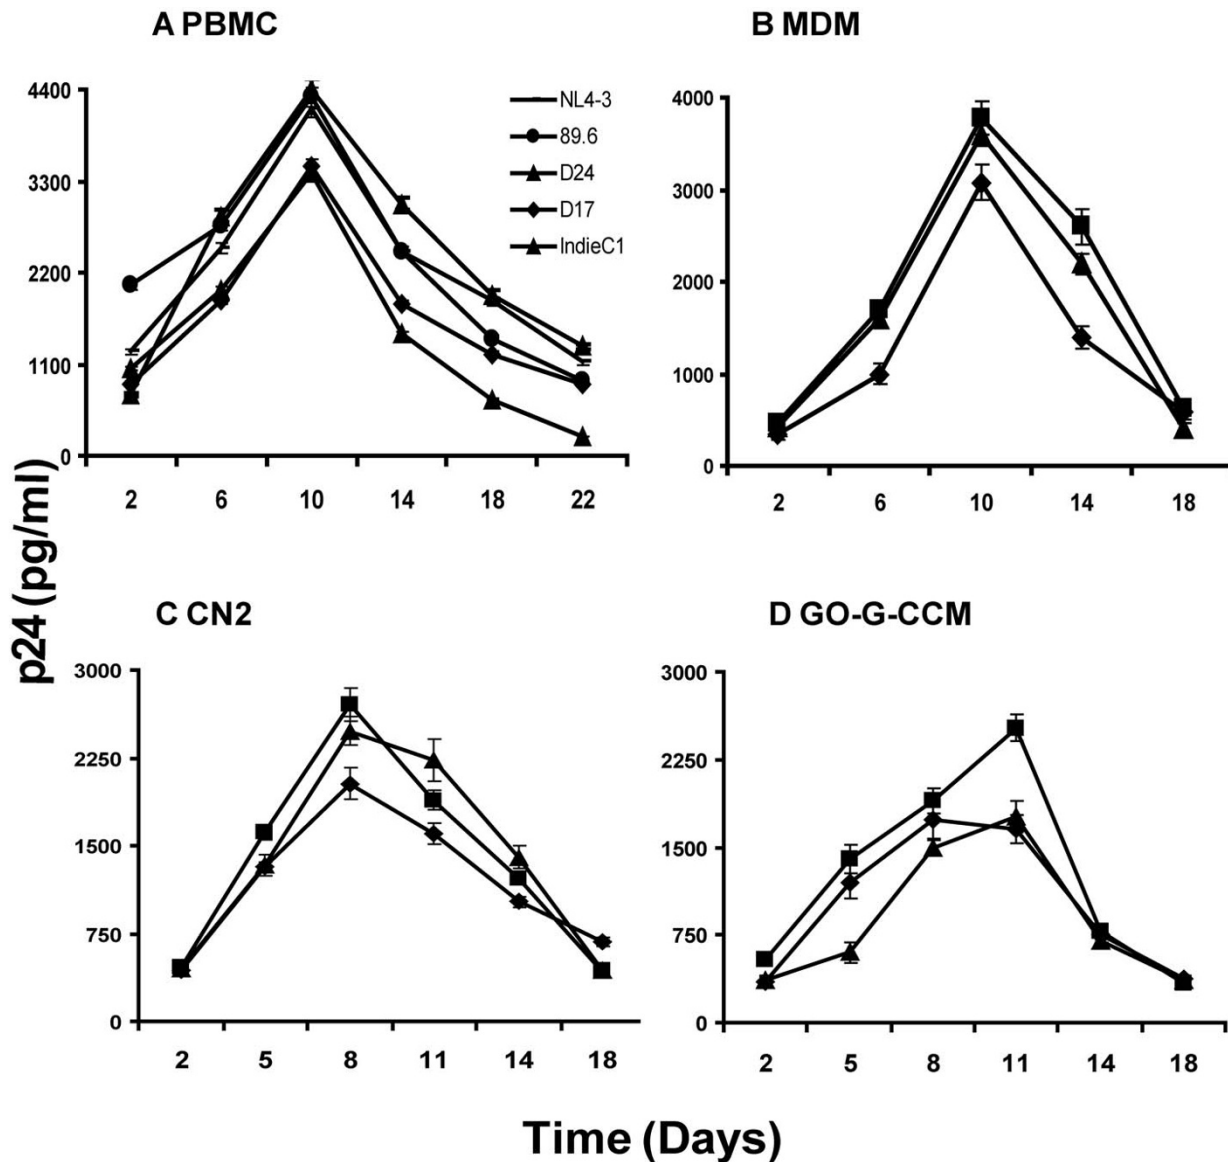 A PBMC
4400
3300
2200
1100
0
2 6 10 14 18 22
NL4-3
89.6
D24
D17
IndieC1
B MDM
4000
3000
2000
1000
0
2 6 10 14 18
p24 (pg/ml)
C CN2
3000
2250
1500
750
0
2 5 8 11 14 18
D GO-G-CCM
3000
2250
1500
750
0
2 5 8 11 14 18
Time (Days)